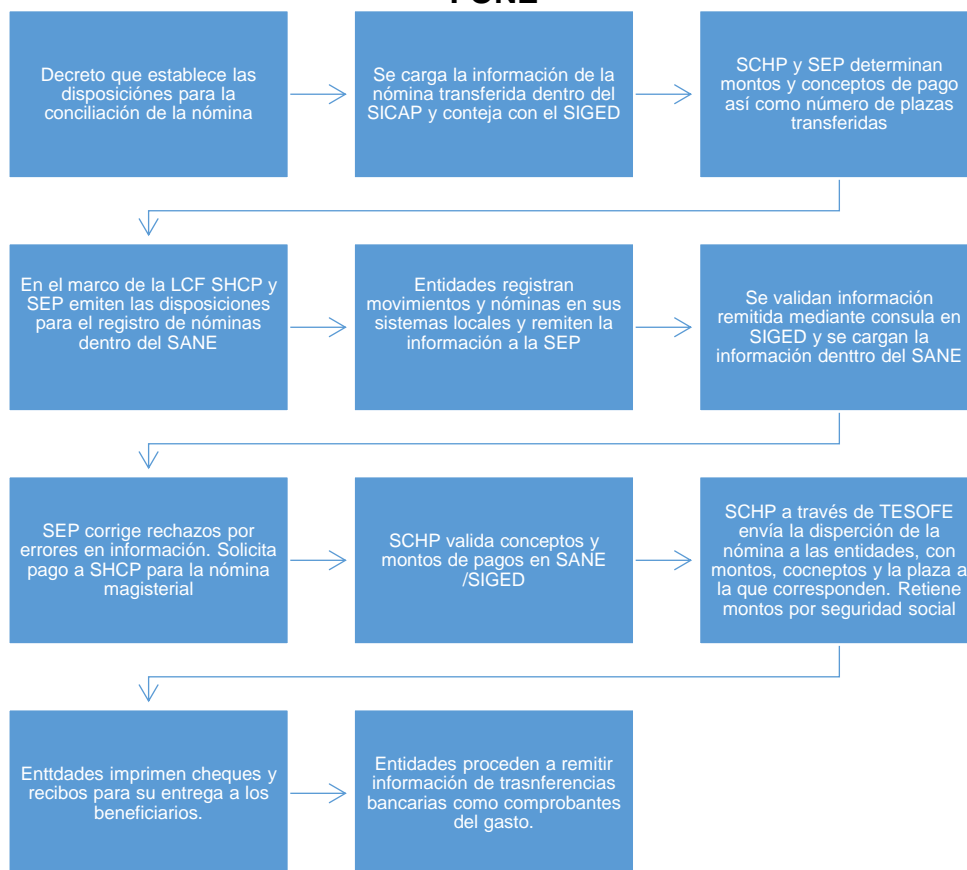 Decreto que establece las
disposiciónes para la
conciliación de la nómina
Se carga la información de la
nómina transferida dentro del
SICAP y conteja con el SIGED
SCHP y SEP determinan
montos y conceptos de pago
así como número de plazas
transferidas
En el marco de la LCF SHCP y
SEP emiten las disposiciones
para el registro de nóminas
dentro del SANE
Entidades registran
movimientos y nóminas en sus
sistemas locales y remiten la
información a la SEP
Se validan información
remitida mediante consula en
SIGED y se cargan la
información denttro del SANE
SEP corrige rechazos por
errores en información. Solicita
pago a SHCP para la nómina
magisterial
SCHP valida conceptos y
montos de pagos en SANE
/SIGED
SCHP a través de TESOFE
envía la disperción de la
nómina a las entidades, con
montos, cocneptos y la plaza a
la que corresponden. Retiene
montos por seguridad social
Enttdades imprimen cheques y
recibos para su entrega a los
beneficiarios.
Entidades proceden a remitir
información de trasnferencias
bancarias como comprobantes
del gasto.